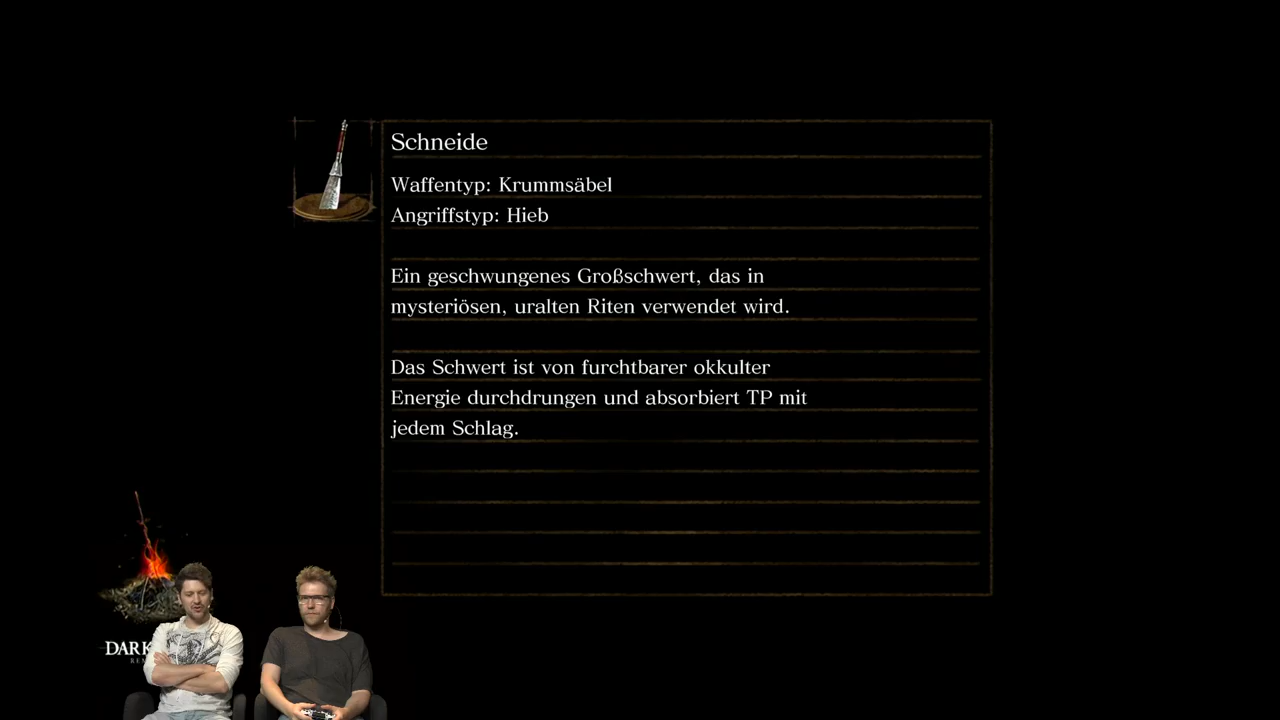 Schneide
Waffentyp: Krummsäbel
Angriffstyp: Hieb
Ein geschwungenes Großschwert, das in
mysteriösen, uralten Riten verwendet wird.
Das Schwert ist von furchtbarer okkulter
Energie durchdrungen und absorbiert TP mit
jedem Schlag.
DARK